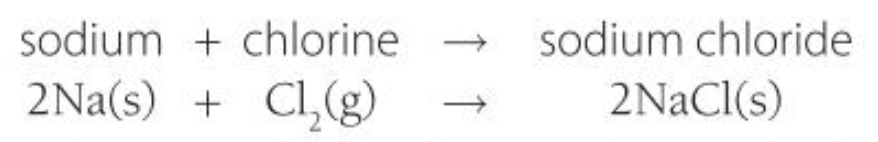 sodium + chlorine → sodium chloride
2Na(s) + Cl₂(g) → 2NaCl(s)